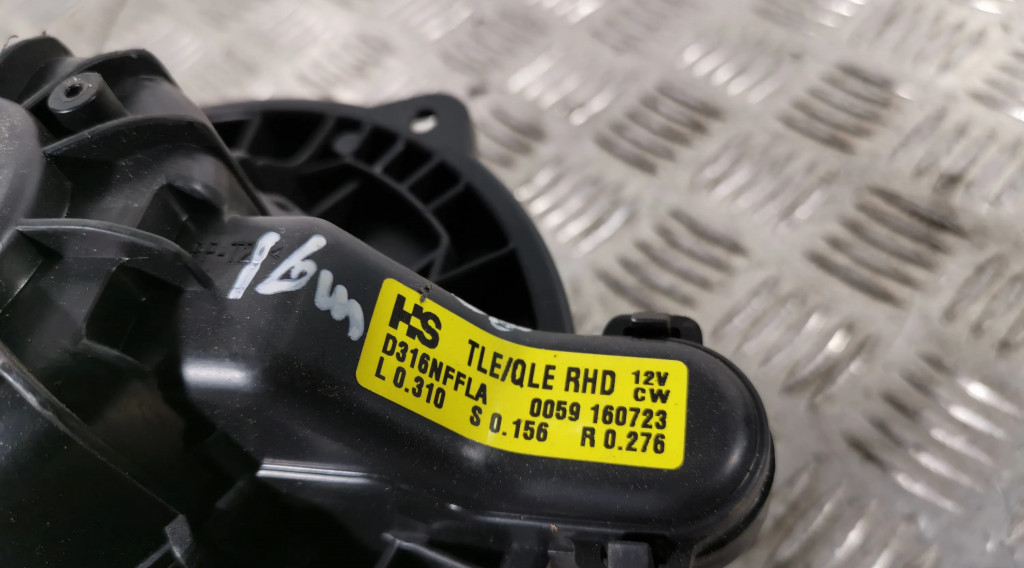 HS
TLE/QLE RHD 12V CW
D316NFFLA 0059 160723
L 0.310 S 0.156 R 0.276